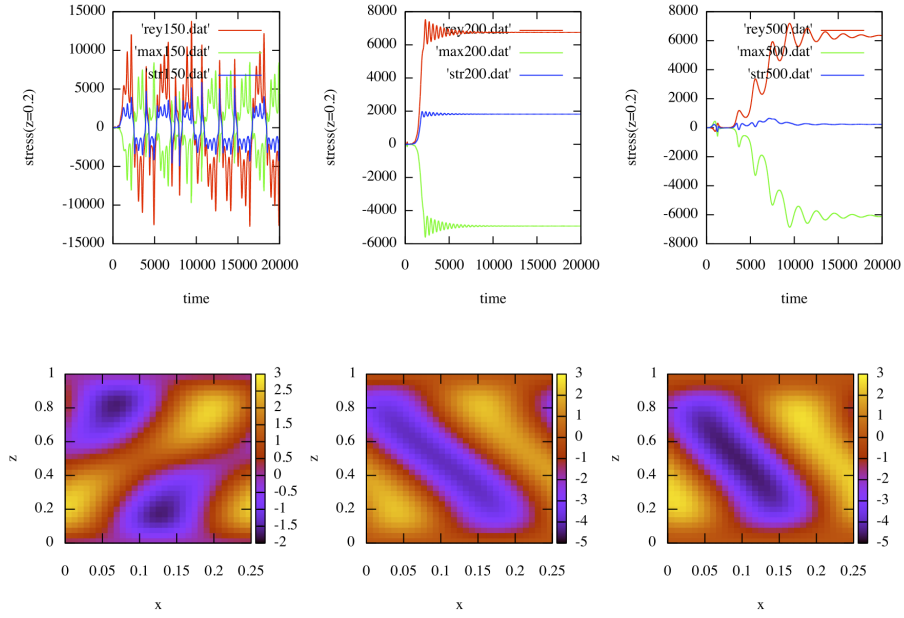 15000
10000
5000
0
-5000
-10000
-15000
0 5000 10000 15000 20000
stress(z=0.2)
time
'rey150.dat'
'max150.dat'
'str150.dat'
8000
6000
4000
2000
0
-2000
-4000
-6000
0 5000 10000 15000 20000
stress(z=0.2)
time
'rey200.dat'
'max200.dat'
'str200.dat'
8000
6000
4000
2000
0
-2000
-4000
-6000
-8000
0 5000 10000 15000 20000
stress(z=0.2)
time
'rey500.dat'
'max500.dat'
'str500.dat'
1
0.8
0.6
0.4
0.2
0
0 0.05 0.1 0.15 0.2 0.25
z
x
3
2.5
2
1.5
1
0.5
0
-0.5
-1
-1.5
-2
1
0.8
0.6
0.4
0.2
0
0 0.05 0.1 0.15 0.2 0.25
z
x
3
2
1
0
-1
-2
-3
-4
-5
1
0.8
0.6
0.4
0.2
0
0 0.05 0.1 0.15 0.2 0.25
z
x
3
2
1
0
-1
-2
-3
-4
-5